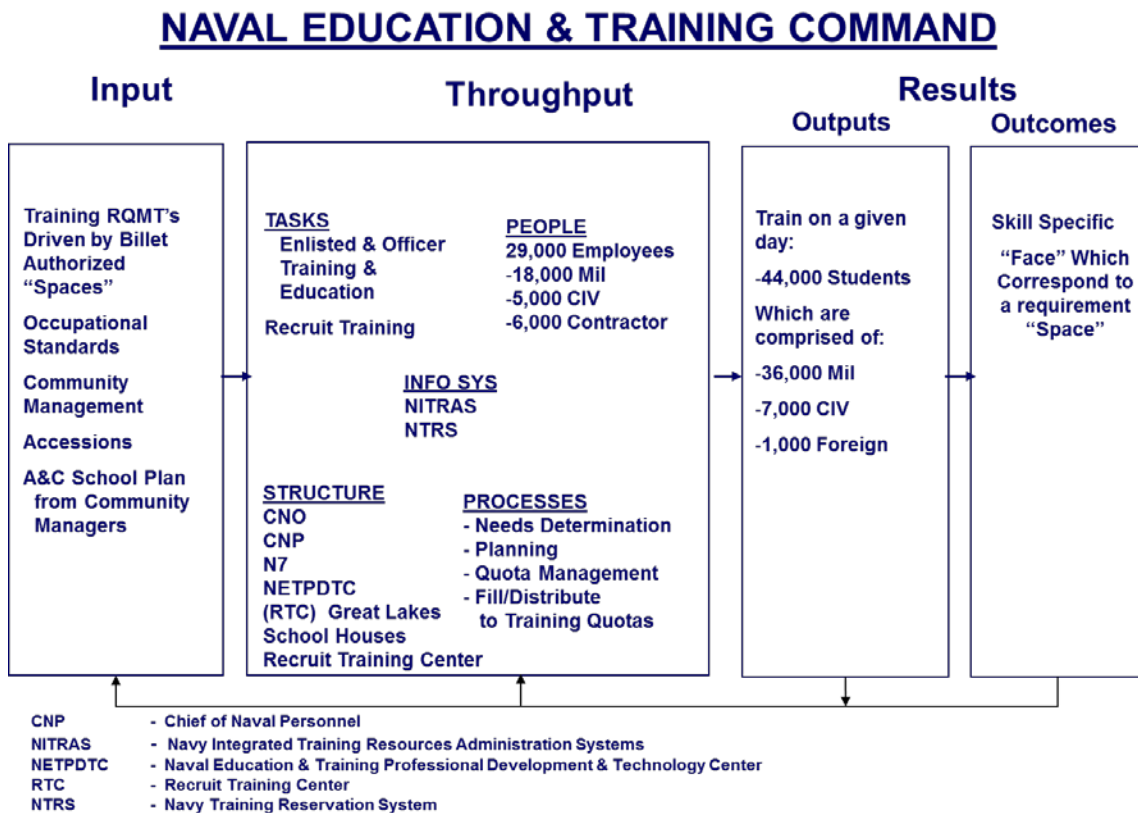 NAVAL EDUCATION & TRAINING COMMAND
Input
Throughput
Results
Outputs
Outcomes
Training RQMT's
Driven by Billet
Authorized
“Spaces”
Occupational
Standards
Community
Management
Accessions
A&C School Plan
from Community
Managers
TASKS
Enlisted & Officer
Training &
Education
Recruit Training
PEOPLE
29,000 Employees
-18,000 Mil
-5,000 CIV
-6,000 Contractor
INFO SYS
NITRAS
NTRS
STRUCTURE
CNO
CNP
N7
NETPDTC
(RTC) Great Lakes
School Houses
Recruit Training Center
PROCESSES
- Needs Determination
- Planning
- Quota Management
- Fill/Distribute
to Training Quotas
Train on a given
day:
-44,000 Students
Which are
comprised of:
-36,000 Mil
-7,000 CIV
-1,000 Foreign
Skill Specific
“Face” Which
Correspond to
a requirement
“Space”
CNP - Chief of Naval Personnel
NITRAS - Navy Integrated Training Resources Administration Systems
NETPDTC - Naval Education & Training Professional Development & Technology Center
RTC - Recruit Training Center
NTRS - Navy Training Reservation System